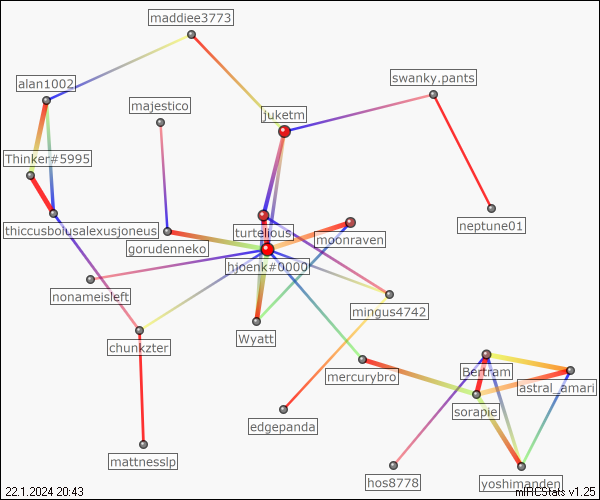 maddiee3773
swanky.pants
alan1002
majestico
juketm
Thinker#5995
thiccusbolusalexusjoneus
neptune01
turtelious
moonraven
gorudenneko
hjoenk#0000
nonameisleft
mingus4742
Wyatt
chunkzter
mercurybro
Bertram
astral_amari
edgepanda
sorapie
mattnesslp
hos8778
yoshimanden
22.1.2024 20:43
mIRCStats v1.25